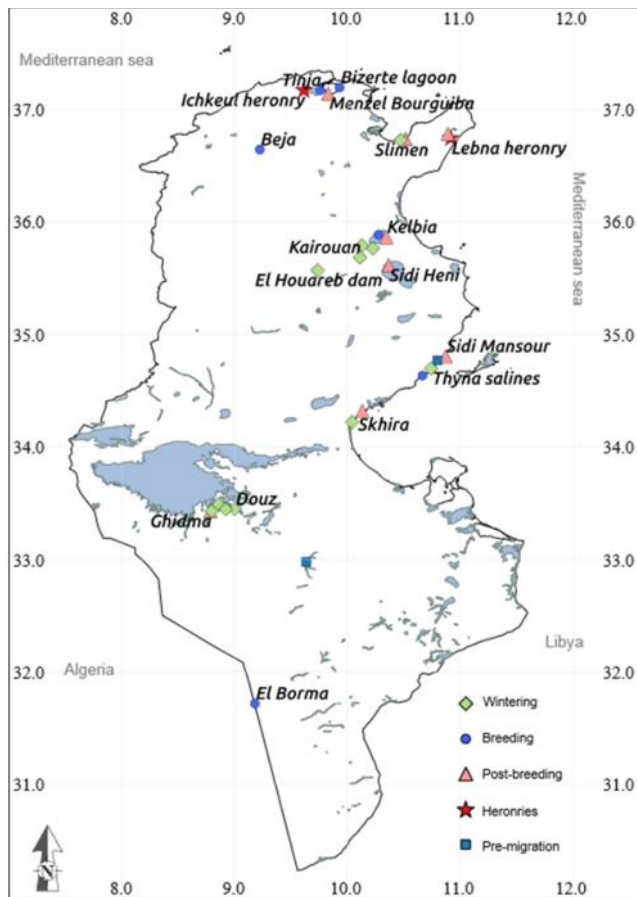 8.0 9.0 10.0 11.0 12.0
Mediterranean sea
Tinja
Bizerte lagoon
37.0 37.0
Ichkeul heronry
Menzel Bourguiba
Beja
Slimen
Lebna heronry
Mediterranean sea
36.0 36.0
Kelbia
Kairouan
El Houareb dam
Sidi Heni
35.0 35.0
Sidi Mansour
Thyna salines
Skhira
34.0 34.0
Douz
Ghidma
33.0 33.0
Libya
32.0 32.0
Algeria
El Borma
Wintering
Breeding
31.0 31.0
Post-breeding
Heronries
Pre-migration
N
8.0 9.0 10.0 11.0 12.0